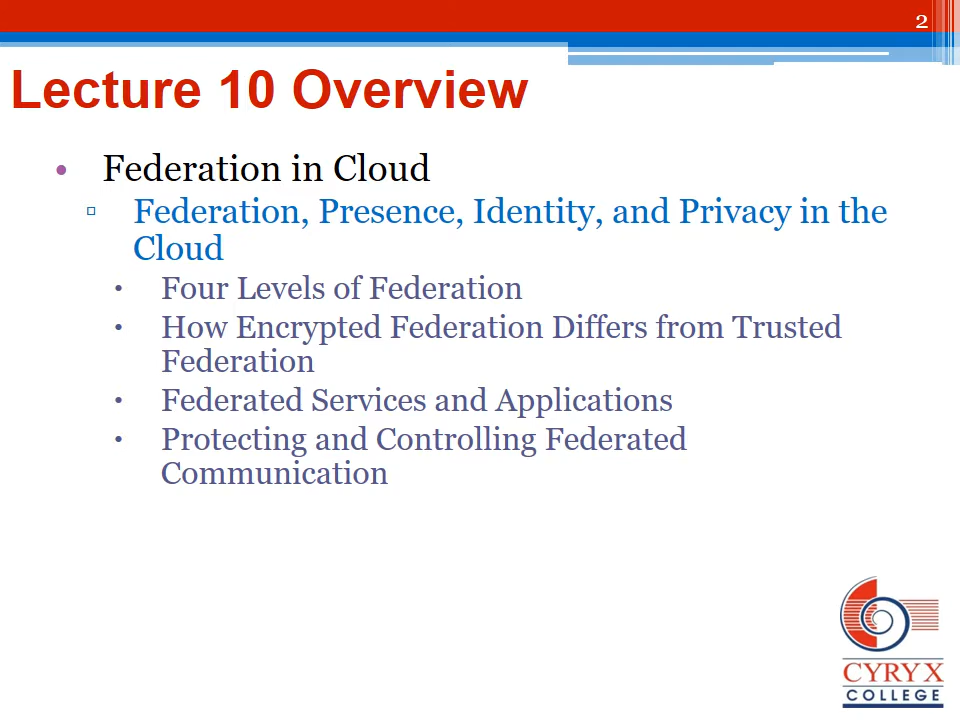 2
Lecture 10 Overview
• Federation in Cloud
▫ Federation, Presence, Identity, and Privacy in the
Cloud
▪ Four Levels of Federation
▪ How Encrypted Federation Differs from Trusted
Federation
▪ Federated Services and Applications
▪ Protecting and Controlling Federated
Communication
CYRYX
COLLEGE